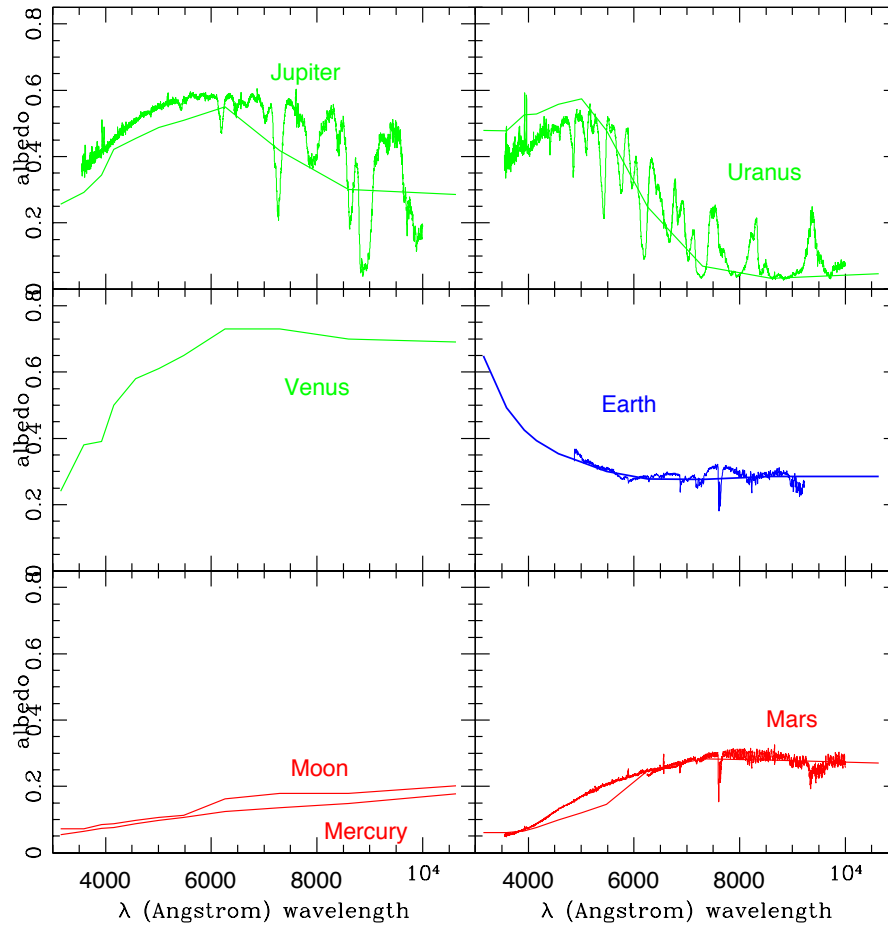 0.8
0.6
0.4
0.2
0
albedo
Jupiter
Uranus
0.8
0.6
0.4
0.2
0
albedo
Venus
Earth
0.8
0.6
0.4
0.2
0
albedo
Moon
Mercury
Mars
4000
6000
8000
10⁴
4000
6000
8000
10⁴
λ (Angstrom) wavelength
λ (Angstrom) wavelength